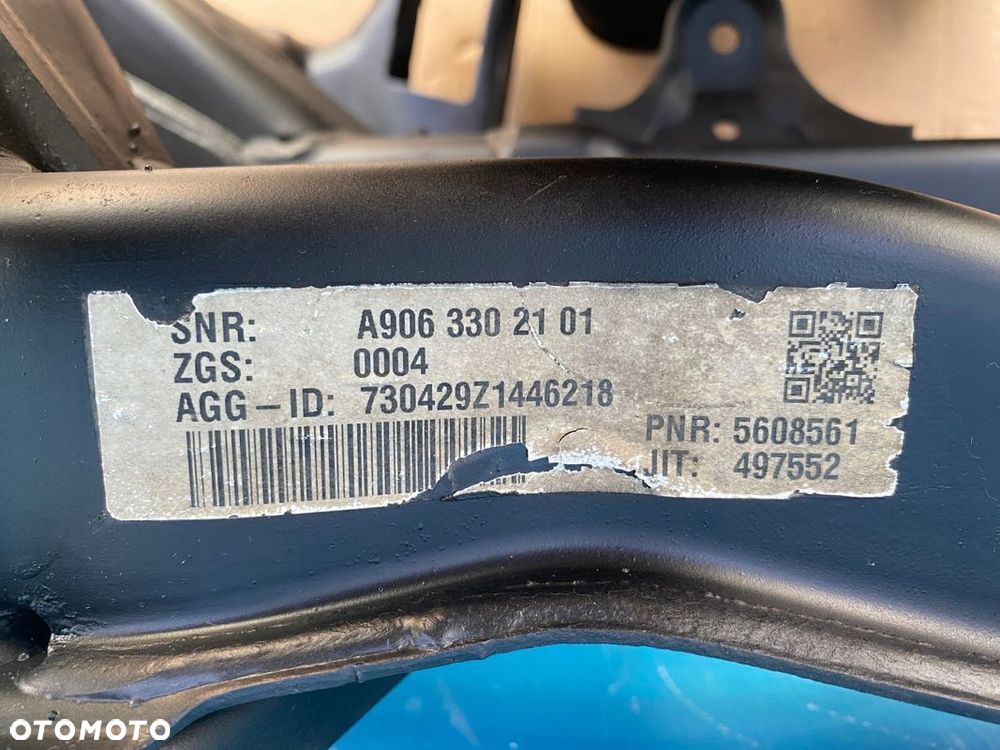 SNR: A906 330 21 01
ZGS: 0004
AGG-ID: 730429Z1446218
PNR: 5608561
JIT: 497552
OTOMOTO